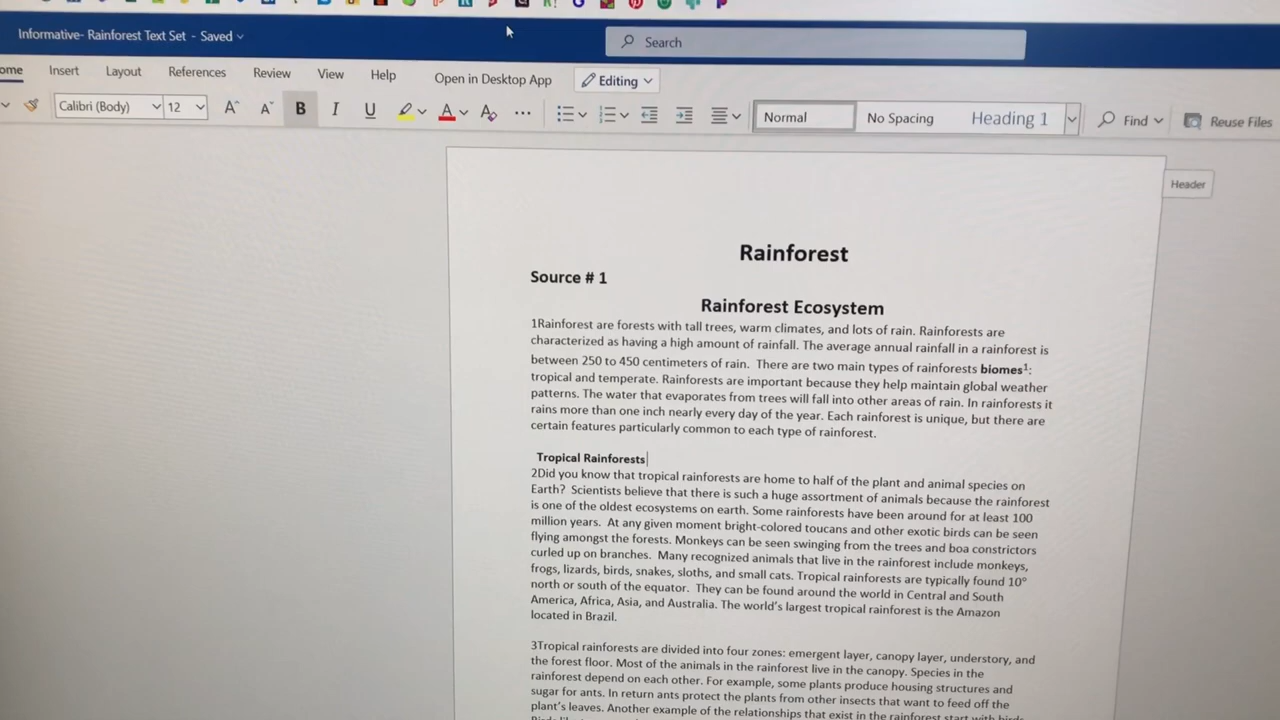 Informative- Rainforest Text Set - Saved
Search
ome Insert Layout References Review View Help Open in Desktop App Editing
Calibri (Body) 12 A A B I U A A ... Normal No Spacing Heading 1 Find Reuse Files
Header
Rainforest
Source # 1
Rainforest Ecosystem
1Rainforest are forests with tall trees, warm climates, and lots of rain. Rainforests are
characterized as having a high amount of rainfall. The average annual rainfall in a rainforest is
between 250 to 450 centimeters of rain.  There are two main types of rainforests biomes¹:
tropical and temperate. Rainforests are important because they help maintain global weather
patterns. The water that evaporates from trees will fall into other areas of rain. In rainforests it
rains more than one inch nearly every day of the year. Each rainforest is unique, but there are
certain features particularly common to each type of rainforest.
Tropical Rainforests
2Did you know that tropical rainforests are home to half of the plant and animal species on
Earth?  Scientists believe that there is such a huge assortment of animals because the rainforest
is one of the oldest ecosystems on earth. Some rainforests have been around for at least 100
million years.  At any given moment bright-colored toucans and other exotic birds can be seen
flying amongst the forests. Monkeys can be seen swinging from the trees and boa constrictors
curled up on branches.  Many recognized animals that live in the rainforest include monkeys,
frogs, lizards, birds, snakes, sloths, and small cats. Tropical rainforests are typically found 10°
north or south of the equator.  They can be found around the world in Central and South
America, Africa, Asia, and Australia. The world's largest tropical rainforest is the Amazon
located in Brazil.
3Tropical rainforests are divided into four zones: emergent layer, canopy layer, understory, and
the forest floor. Most of the animals in the rainforest live in the canopy. Species in the
rainforest depend on each other. For example, some plants produce housing structures and
sugar for ants. In return ants protect the plants from other insects that want to feed off the
plant's leaves. Another example of the relationships that exist in the rainforest start with birds.